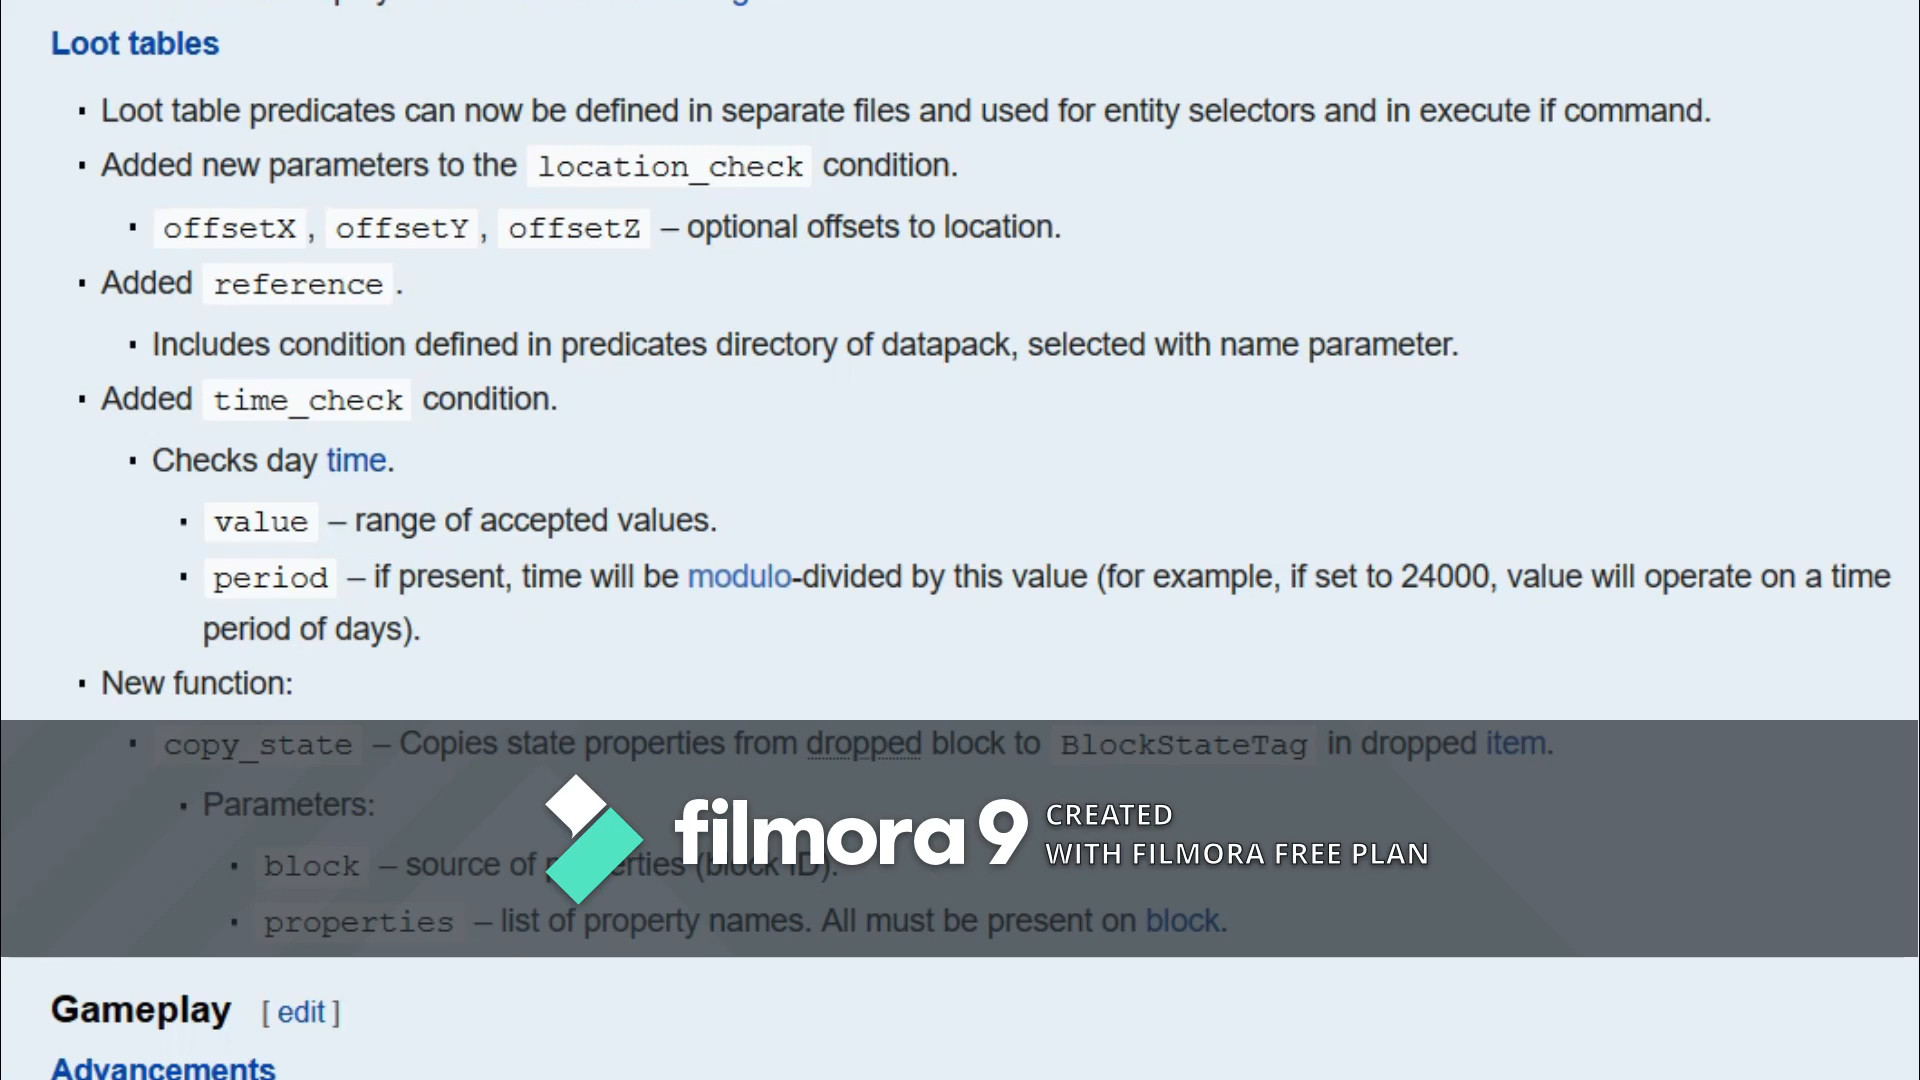 Loot tables
Loot table predicates can now be defined in separate files and used for entity selectors and in execute if command.
Added new parameters to the location_check condition.
offsetX, offsetY, offsetZ – optional offsets to location.
Added reference.
Includes condition defined in predicates directory of datapack, selected with name parameter.
Added time_check condition.
Checks day time.
value – range of accepted values.
period – if present, time will be modulo-divided by this value (for example, if set to 24000, value will operate on a time
period of days).
New function:
copy_state – Copies state properties from dropped block to BlockStateTag in dropped item.
Parameters:
filmora9 CREATED
WITH FILMORA FREE PLAN
block – source of properties (block ID).
properties – list of property names. All must be present on block.
Gameplay [ edit ]
Advancements